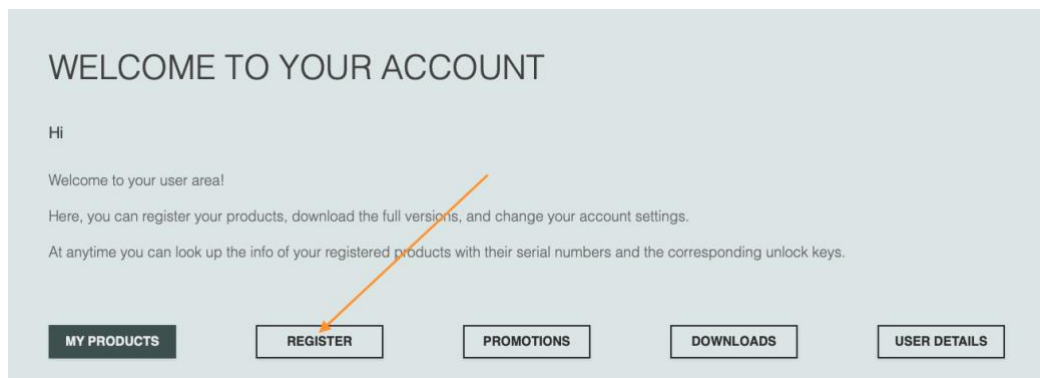 WELCOME TO YOUR ACCOUNT
Hi
Welcome to your user area!
Here, you can register your products, download the full versions, and change your account settings.
At anytime you can look up the info of your registered products with their serial numbers and the corresponding unlock keys.
MY PRODUCTS REGISTER PROMOTIONS DOWNLOADS USER DETAILS